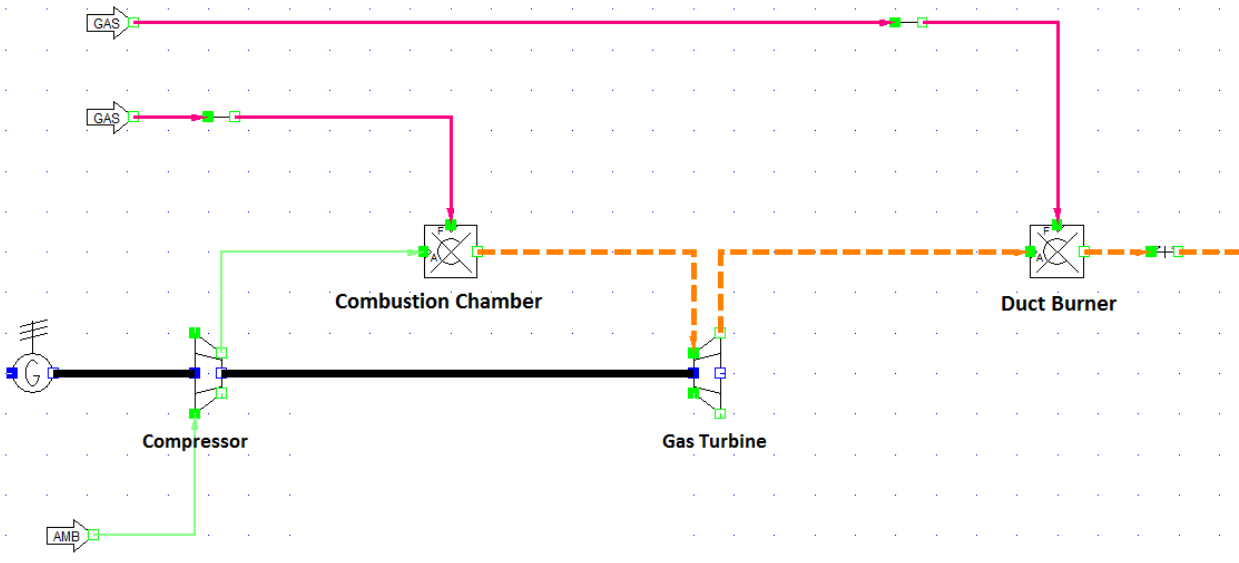 GAS
GAS
F
A
Combustion Chamber
F
A
Duct Burner
G
Compressor
Gas Turbine
AMB